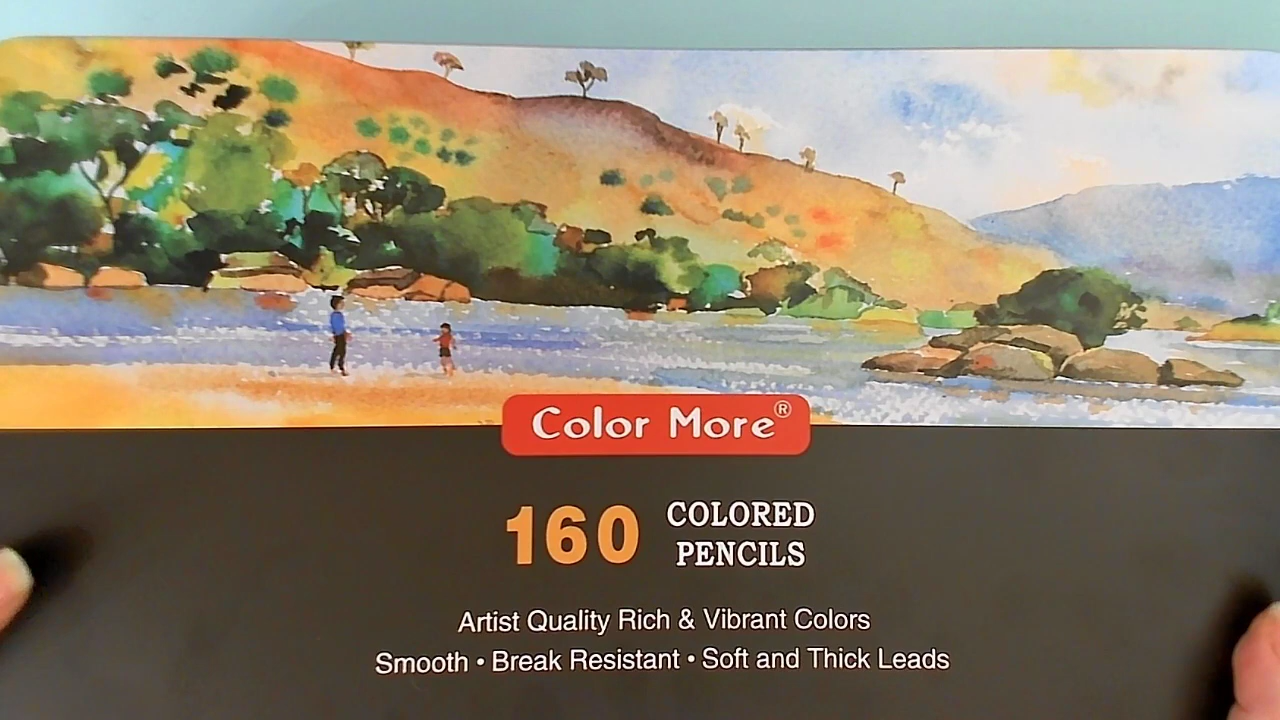 Color More®
160 COLORED
PENCILS
Artist Quality Rich & Vibrant Colors
Smooth • Break Resistant • Soft and Thick Leads